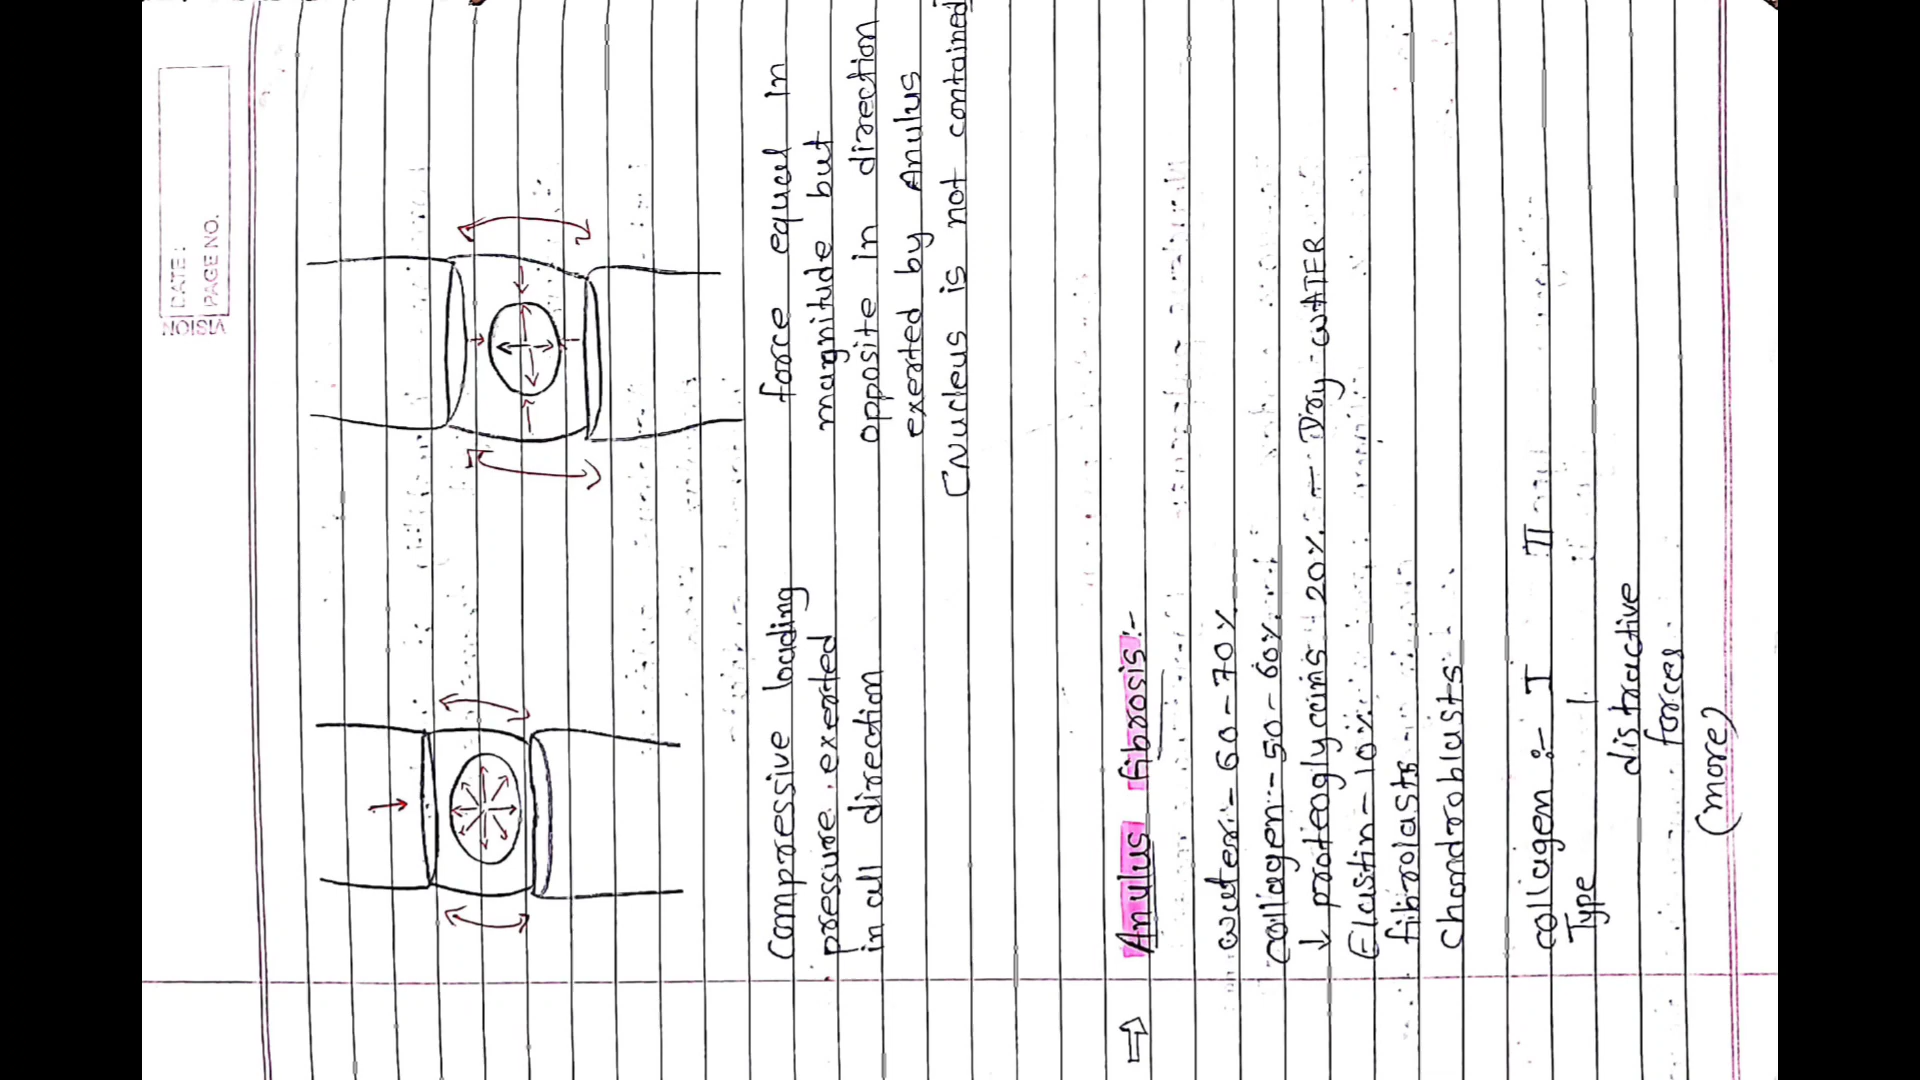 VISION
DATE :
PAGE NO.
Compressive loading
pressure exerted
in all direction
force equal in
magnitude but
opposite in direction
exerted by Anulus
(Nucleus is not contained
⇒ Anulus fibrosis:-
water - 60-70%
collagen - 50-60%
↓ proteoglycans 20% - Dry WATER
Elastin - 10%
fibrolasts
Chondroblasts
collagen :- I II
Type |
distractive
forces
(more)